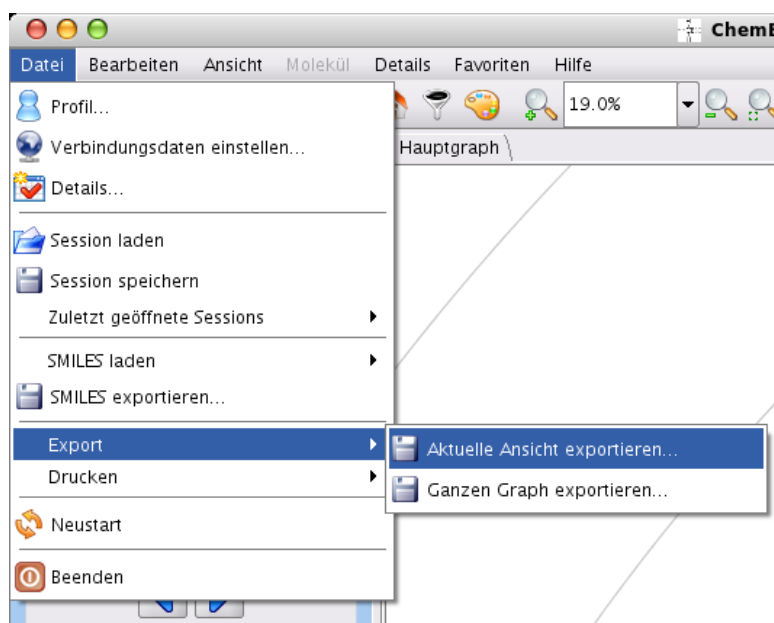 ChemB
Datei Bearbeiten Ansicht Molekül Details Favoriten Hilfe
19.0%
Hauptgraph
Profil...
Verbindungsdaten einstellen...
Details...
Session laden
Session speichern
Zuletzt geöffnete Sessions
SMILES laden
SMILES exportieren...
Export
Drucken
Neustart
Beenden
Aktuelle Ansicht exportieren...
Ganzen Graph exportieren...